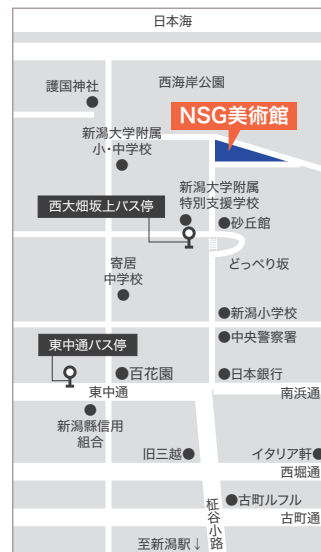 日本海
護国神社
西海岸公園
NSG美術館
新潟大学附属
小・中学校
新潟大学附属
特別支援学校
西大畑坂上バス停
砂丘館
どっぺり坂
寄居
中学校
新潟小学校
東中通バス停
中央警察署
百花園
日本銀行
東中通
南浜通
新潟縣信用
組合
旧三越
イタリア軒
西堀通
柾谷小路
古町ルフル
古町通
至新潟駅↓